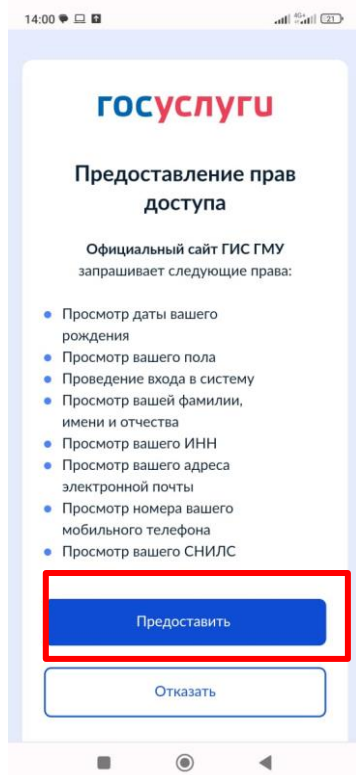 14:00
4G+
21
госуслуги
Предоставление прав
доступа
Официальный сайт ГИС ГМУ
запрашивает следующие права:
Просмотр даты вашего
рождения
Просмотр вашего пола
Проведение входа в систему
Просмотр вашей фамилии,
имени и отчества
Просмотр вашего ИНН
Просмотр вашего адреса
электронной почты
Просмотр номера вашего
мобильного телефона
Просмотр вашего СНИЛС
Предоставить
Отказать